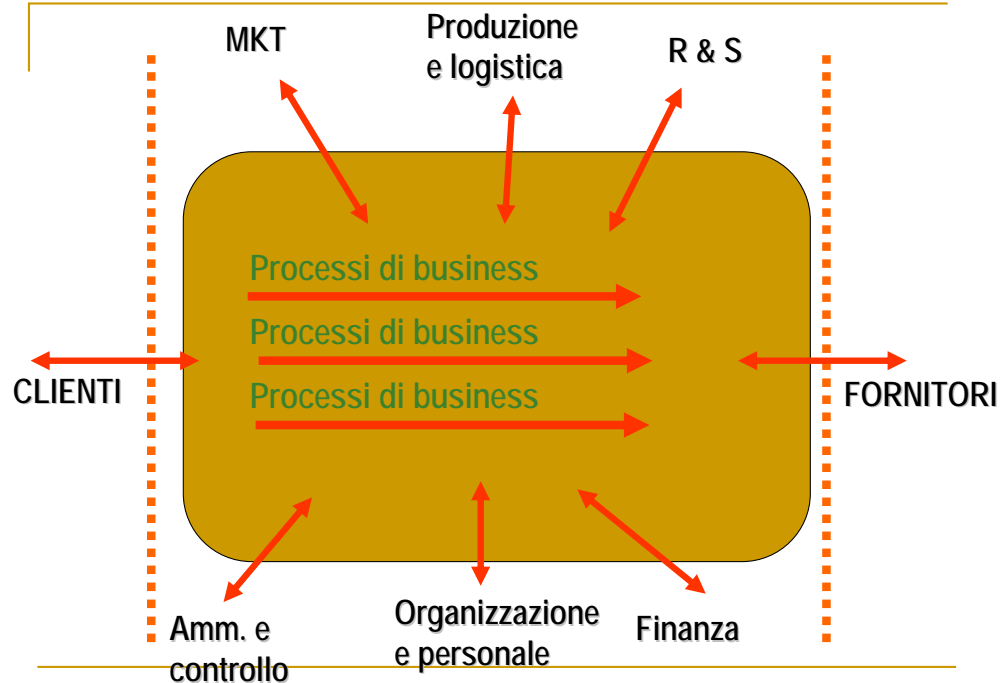 MKT
Produzione
e logistica
R & S
Processi di business
Processi di business
Processi di business
CLIENTI
FORNITORI
Amm. e
controllo
Organizzazione
e personale
Finanza